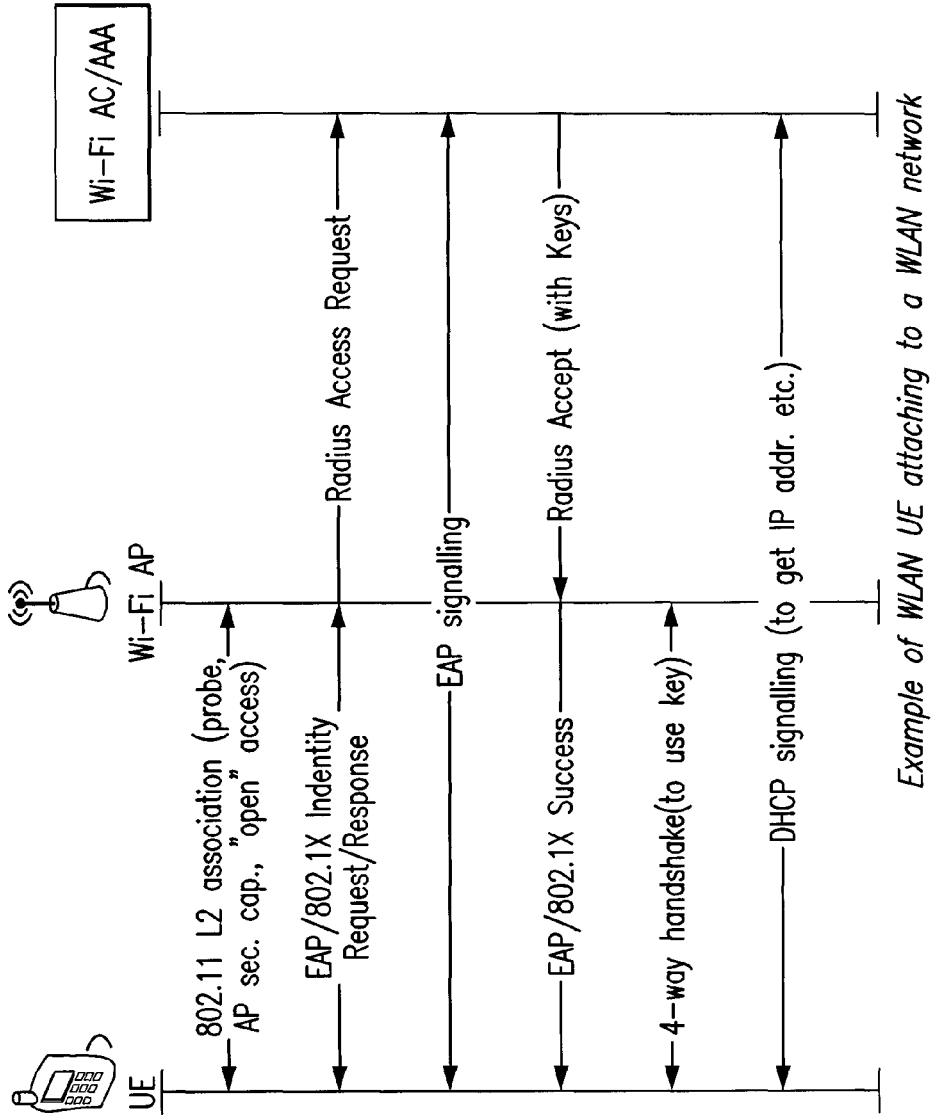 UE
Wi-Fi AP
Wi-Fi AC/AAA
802.11 L2 association (probe,
AP sec. cap., "open" access)
EAP/802.1X Indentity
Request/Response
Radius Access Request
EAP signalling
EAP/802.1X Success
Radius Accept (with Keys)
4-way handshake(to use key)
DHCP signalling (to get IP addr. etc.)
Example of WLAN UE attaching to a WLAN network